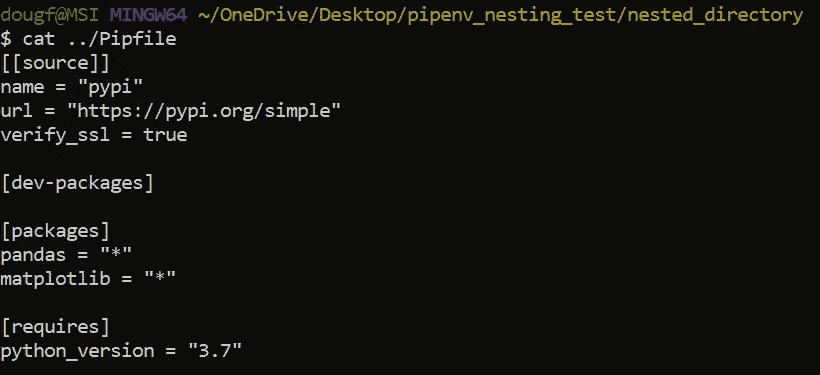 dougf@MSI MINGW64 ~/OneDrive/Desktop/pipenv_nesting_test/nested_directory
$ cat ../Pipfile
[[source]]
name = "pypi"
url = "https://pypi.org/simple"
verify_ssl = true
[dev-packages]
[packages]
pandas = "*"
matplotlib = "*"
[requires]
python_version = "3.7"